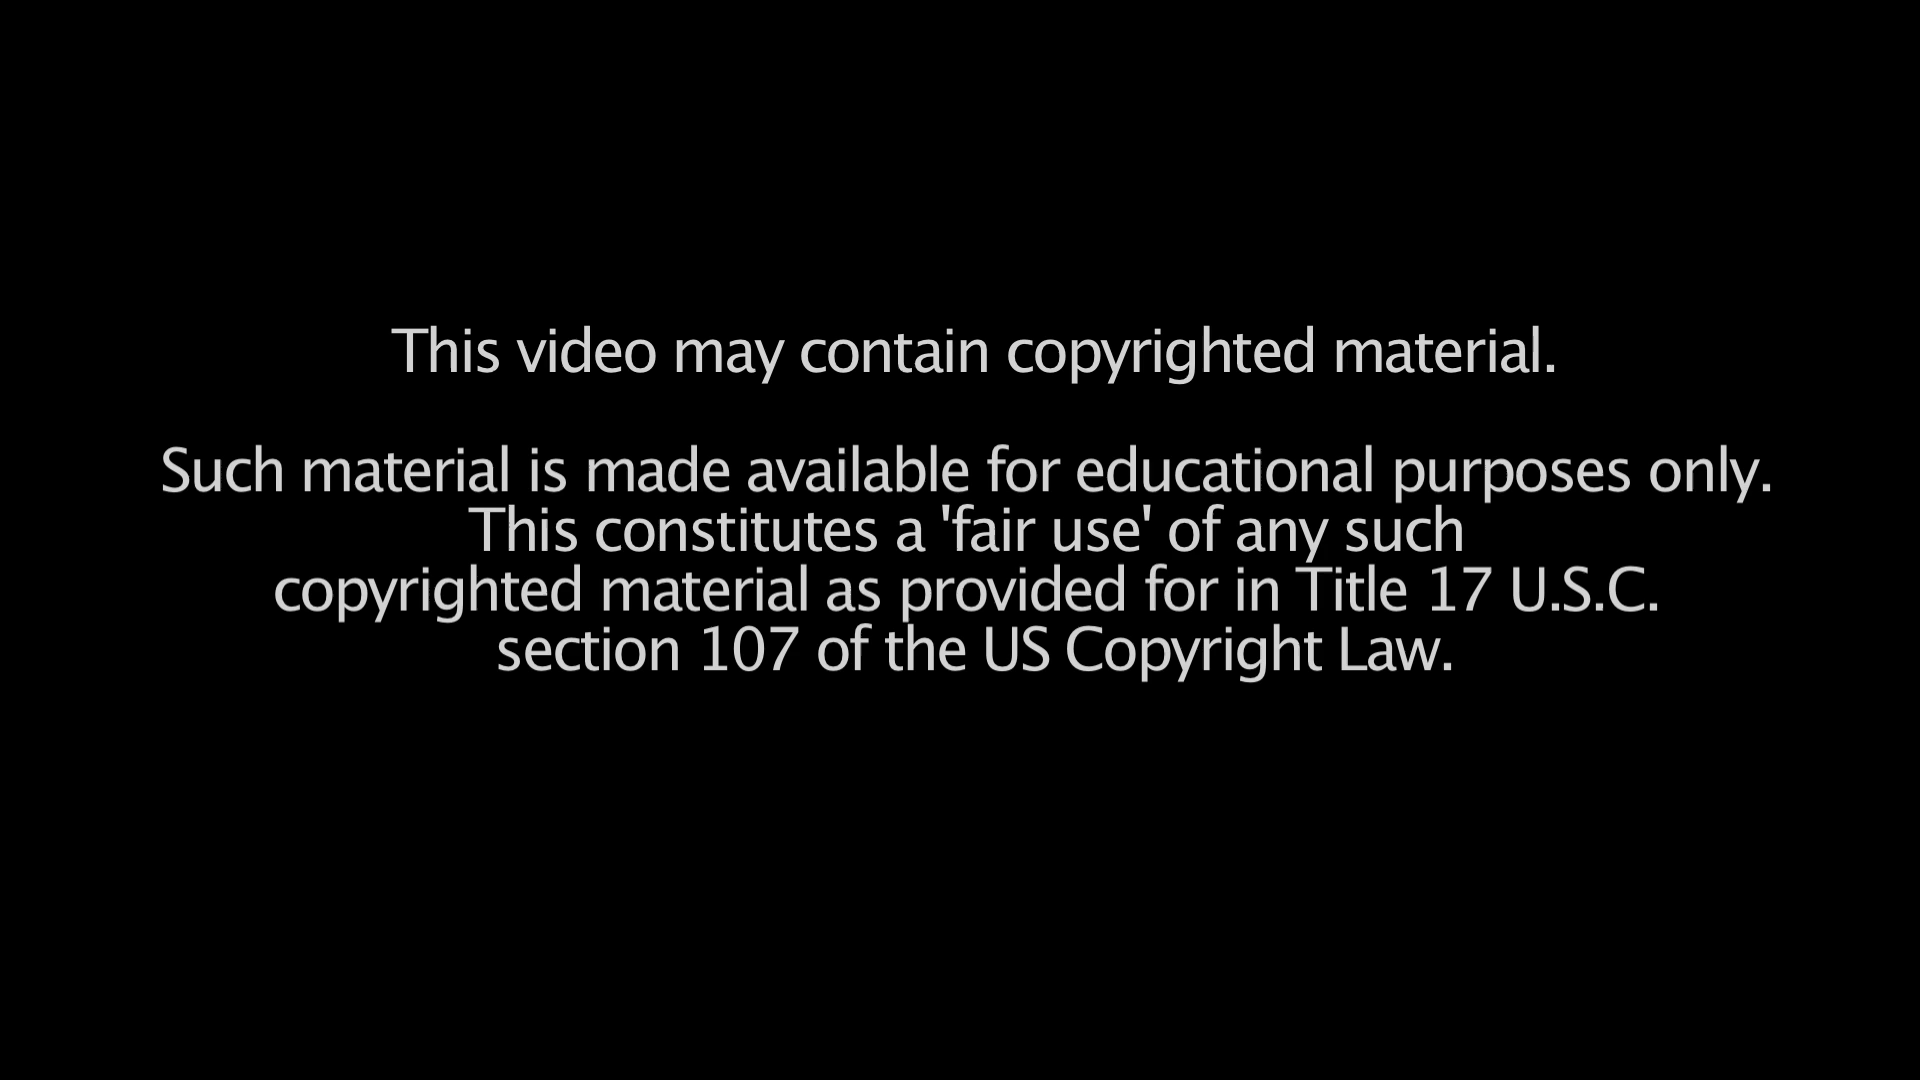 This video may contain copyrighted material.
Such material is made available for educational purposes only.
This constitutes a 'fair use' of any such
copyrighted material as provided for in Title 17 U.S.C.
section 107 of the US Copyright Law.